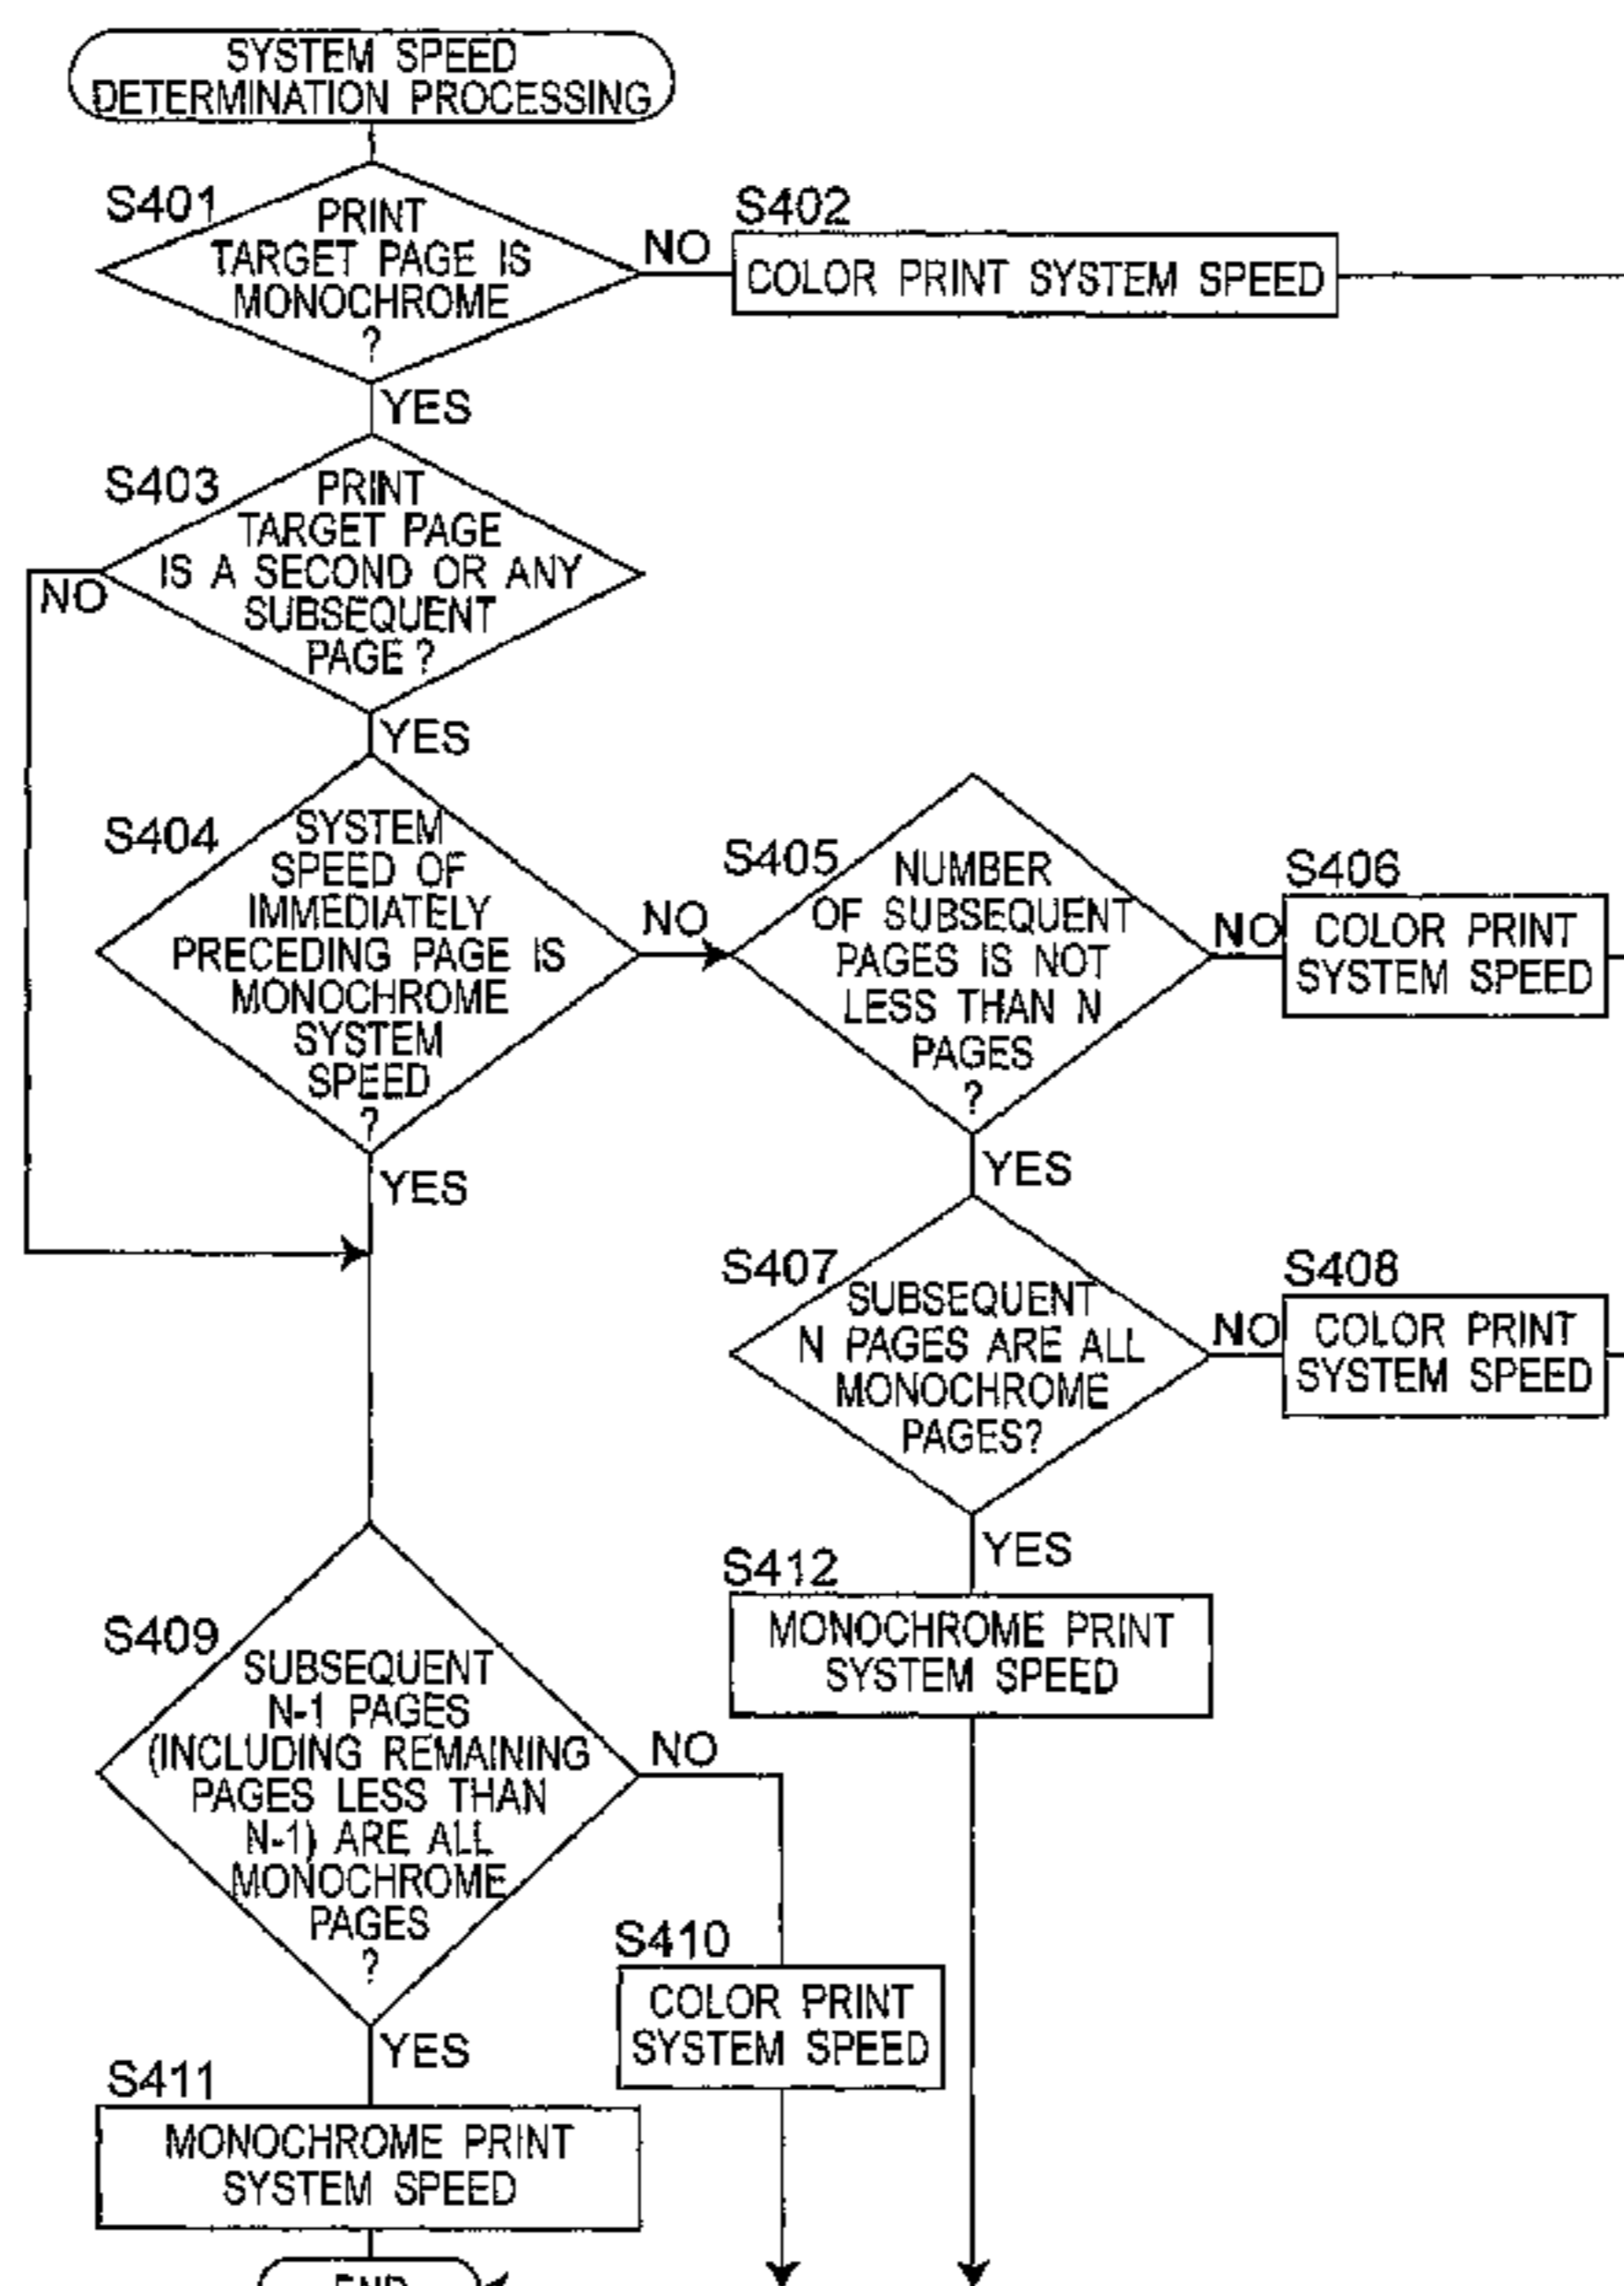 SYSTEM SPEED
DETERMINATION PROCESSING
S401
PRINT
TARGET PAGE IS
MONOCHROME
?
NO
S402
COLOR PRINT SYSTEM SPEED
YES
S403
PRINT
TARGET PAGE
IS A SECOND OR ANY
SUBSEQUENT
PAGE ?
NO
YES
S404
SYSTEM
SPEED OF
IMMEDIATELY
PRECEDING PAGE IS
MONOCHROME
SYSTEM
SPEED
?
NO
YES
S405
NUMBER
OF SUBSEQUENT
PAGES IS NOT
LESS THAN N
PAGES
?
NO
S406
COLOR PRINT
SYSTEM SPEED
YES
S407
SUBSEQUENT
N PAGES ARE ALL
MONOCHROME
PAGES?
NO
S408
COLOR PRINT
SYSTEM SPEED
YES
S412
MONOCHROME PRINT
SYSTEM SPEED
S409
SUBSEQUENT
N-1 PAGES
(INCLUDING REMAINING
PAGES LESS THAN
N-1) ARE ALL
MONOCHROME
PAGES
?
NO
S410
COLOR PRINT
SYSTEM SPEED
YES
S411
MONOCHROME PRINT
SYSTEM SPEED
END